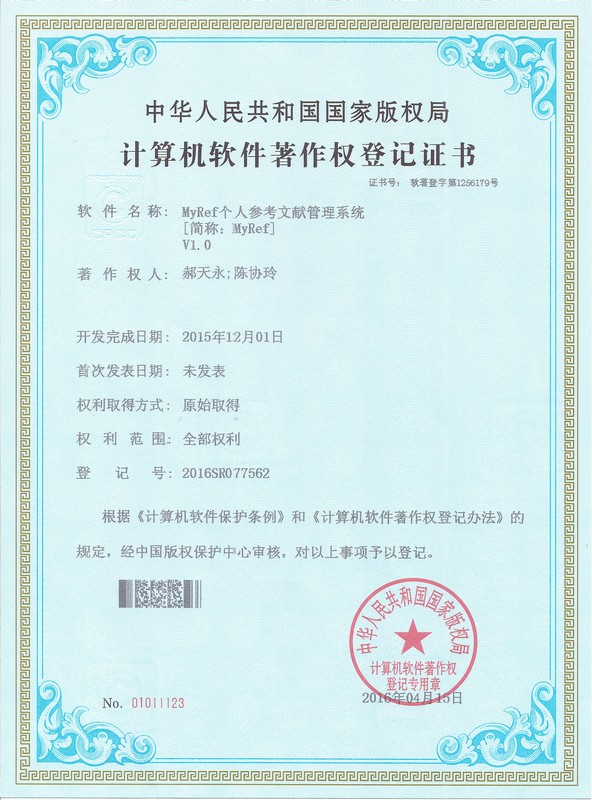 中华人民共和国国家版权局
计算机软件著作权登记证书
证书号： 软著登字第1256179号
软件名称： MyRef个人参考文献管理系统
[简称：MyRef]
V1.0
著作权人： 郝天永;陈协玲
开发完成日期： 2015年12月01日
首次发表日期： 未发表
权利取得方式： 原始取得
权利范围： 全部权利
登记号： 2016SR077562
根据《计算机软件保护条例》和《计算机软件著作权登记办法》的
规定，经中国版权保护中心审核，对以上事项予以登记。
中华人民共和国国家版权局
计算机软件著作权
登记专用章
2016年04月15日
No. 01011123